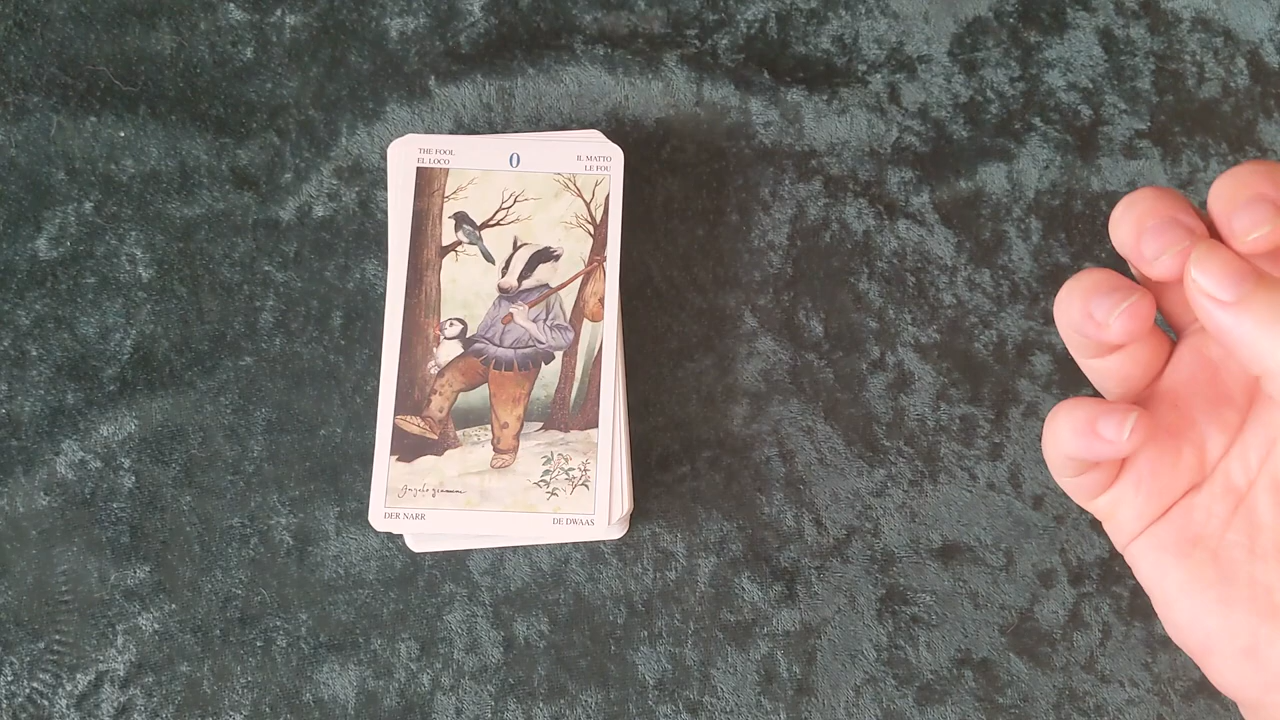 THE FOOL
EL LOCO
0
IL MATTO
LE FOU
DER NARR
DE DWAAS